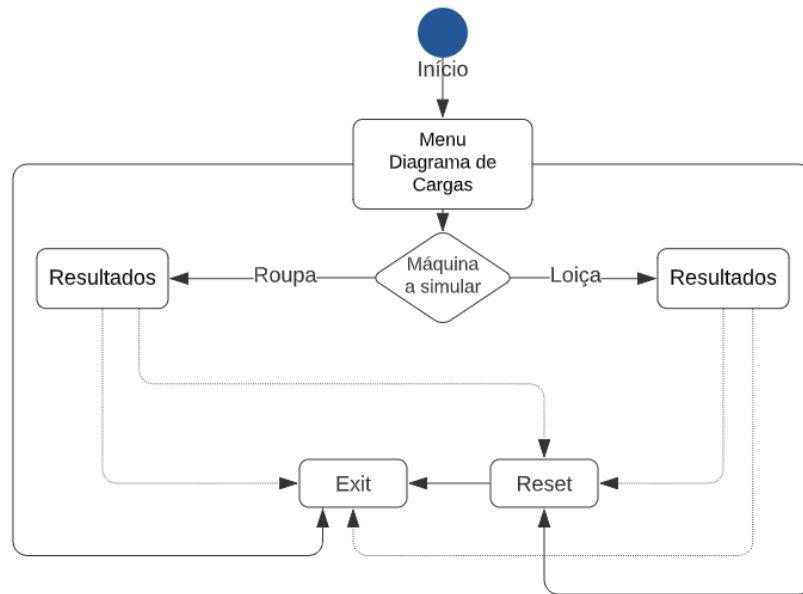 Início
Menu
Diagrama de
Cargas
Resultados
Roupa
Máquina
a simular
Loiça
Resultados
Exit
Reset